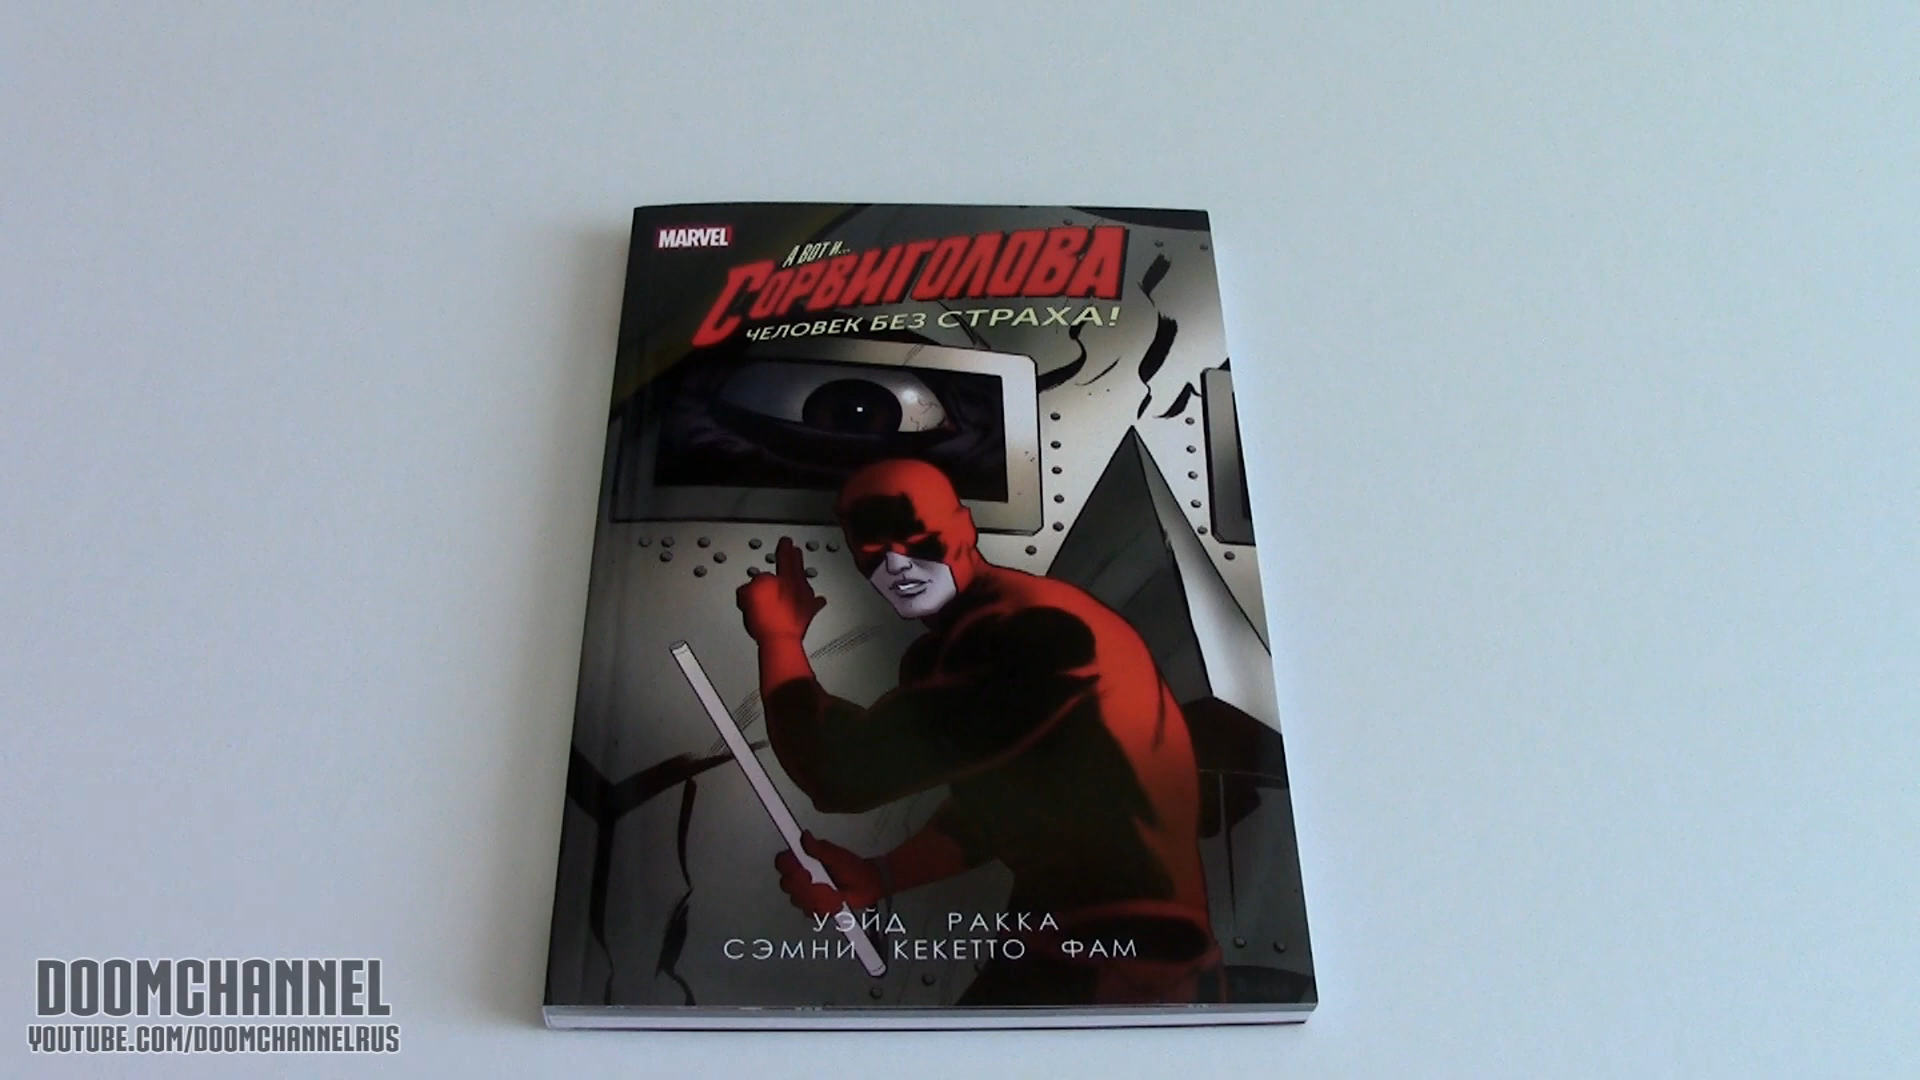 MARVEL
А ВОТ И...
СОРВИГОЛОВА
ЧЕЛОВЕК БЕЗ СТРАХА!
УЭЙД РАККА
СЭМНИ КЕКЕТТО ФАМ
DOOMCHANNEL
YOUTUBE.COM/DOOMCHANNELRUS